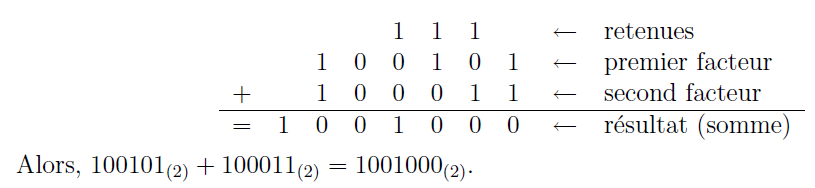 1 1 1 ← retenues
1 0 0 1 0 1 ← premier facteur
+ 1 0 0 0 1 1 ← second facteur
= 1 0 0 1 0 0 0 ← résultat (somme)
Alors, 100101₍₂₎ + 100011₍₂₎ = 1001000₍₂₎.